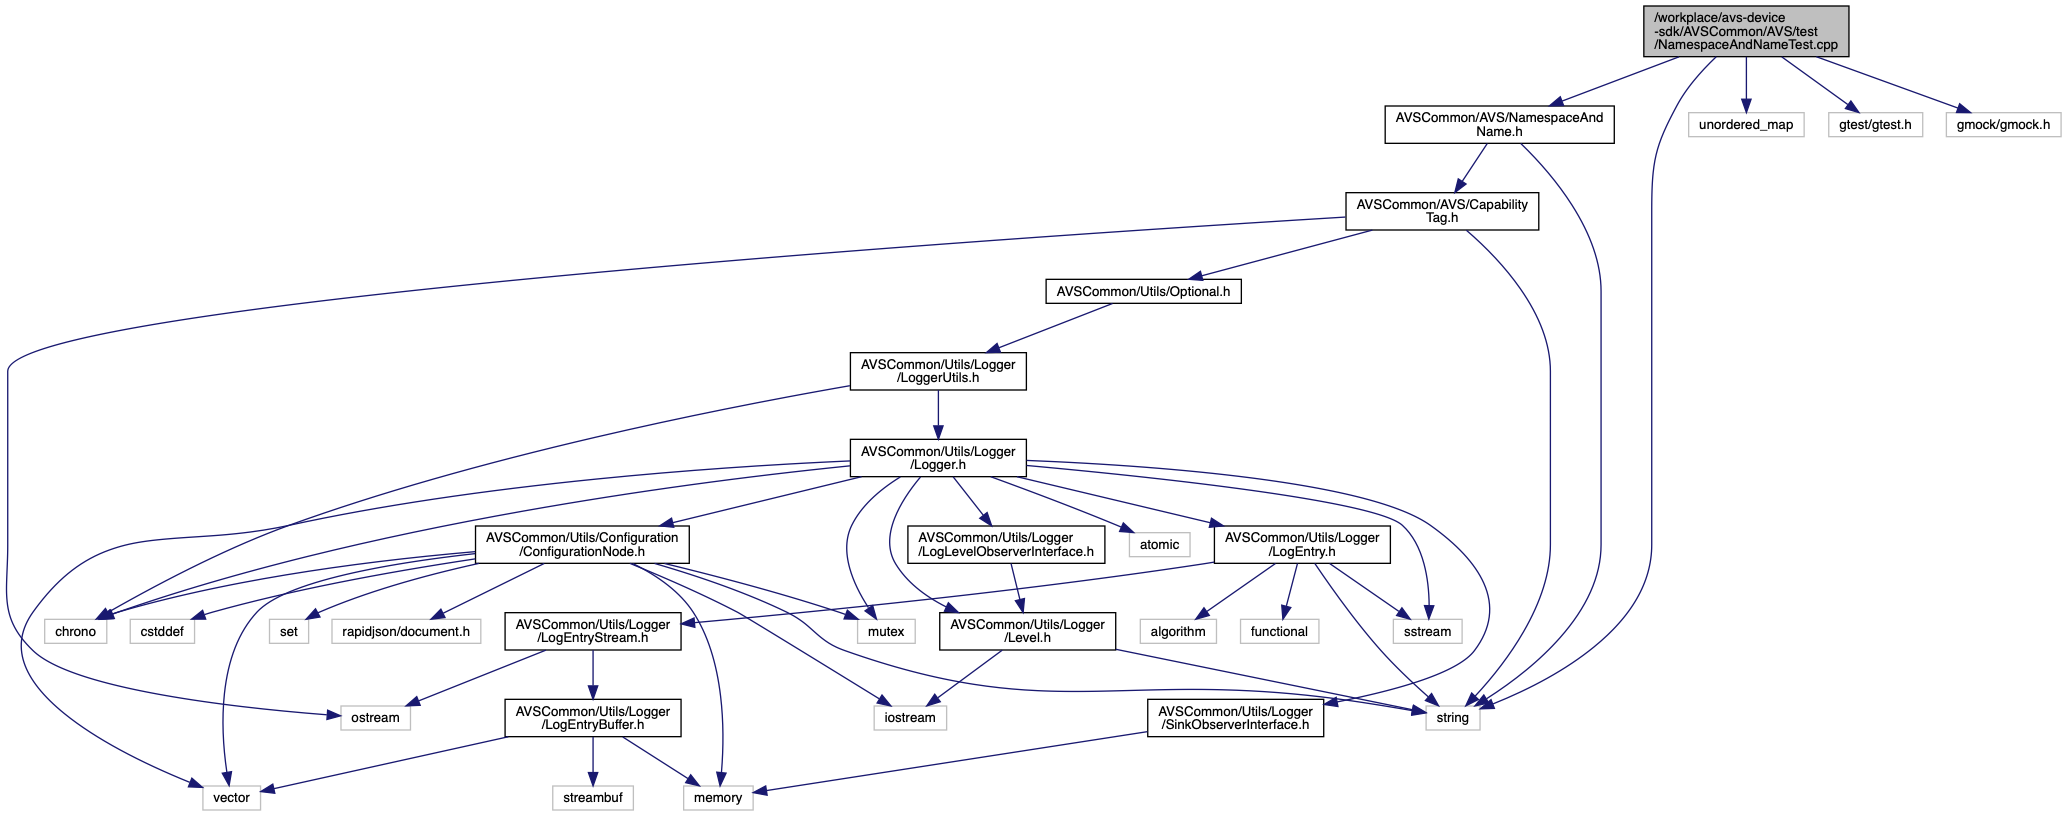 /workplace/avs-device
-sdk/AVSCommon/AVS/test
/NamespaceAndNameTest.cpp
AVSCommon/AVS/NamespaceAnd
Name.h
unordered_map
gtest/gtest.h
gmock/gmock.h
AVSCommon/AVS/Capability
Tag.h
AVSCommon/Utils/Optional.h
AVSCommon/Utils/Logger
/LoggerUtils.h
AVSCommon/Utils/Logger
/Logger.h
AVSCommon/Utils/Configuration
/ConfigurationNode.h
AVSCommon/Utils/Logger
/LogLevelObserverInterface.h
atomic
AVSCommon/Utils/Logger
/LogEntry.h
chrono
cstddef
set
rapidjson/document.h
AVSCommon/Utils/Logger
/LogEntryStream.h
mutex
AVSCommon/Utils/Logger
/Level.h
algorithm
functional
sstream
ostream
AVSCommon/Utils/Logger
/LogEntryBuffer.h
iostream
AVSCommon/Utils/Logger
/SinkObserverInterface.h
string
vector
streambuf
memory